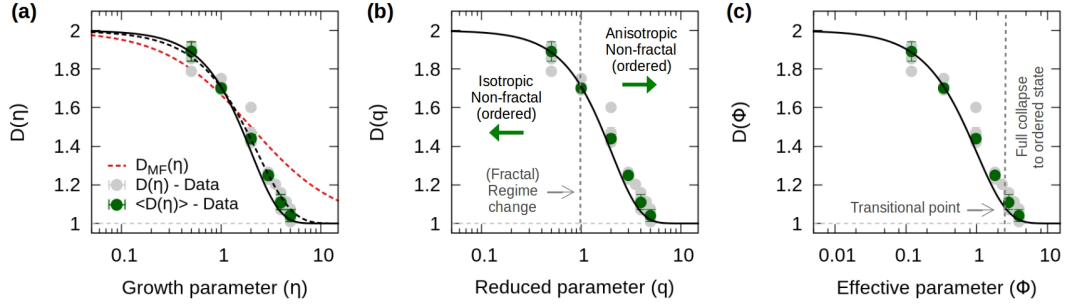 (a)
2
1.8
1.6
1.4
1.2
1
D(η)
D_MF(η)
D(η) - Data
<D(η)> - Data
0.1
1
10
Growth parameter (η)
(b)
2
1.8
1.6
1.4
1.2
1
D(q)
Anisotropic
Non-fractal
(ordered)
Isotropic
Non-fractal
(ordered)
(Fractal)
Regime
change
0.1
1
10
Reduced parameter (q)
(c)
2
1.8
1.6
1.4
1.2
1
D(Φ)
Full collapse
to ordered state
Transitional point
0.01
0.1
1
10
Effective parameter (Φ)